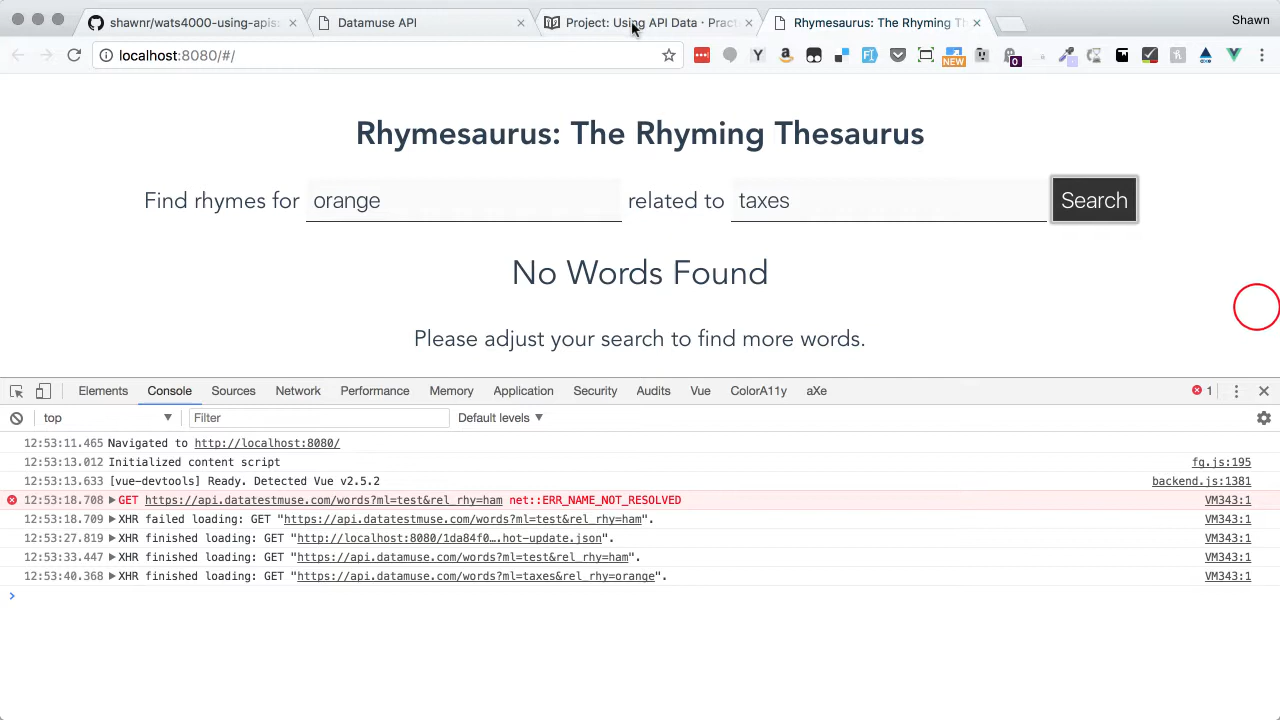 shawnr/wats4000-using-apis:
Datamuse API
Project: Using API Data · Pract
Rhymesaurus: The Rhyming Th
Shawn
localhost:8080/#/
NEW
0
Rhymesaurus: The Rhyming Thesaurus
Find rhymes for orange related to taxes Search
No Words Found
Please adjust your search to find more words.
Elements Console Sources Network Performance Memory Application Security Audits Vue ColorA11y aXe 1
top Filter Default levels
12:53:11.465 Navigated to http://localhost:8080/
12:53:13.012 Initialized content script fq.js:195
12:53:13.633 [vue-devtools] Ready. Detected Vue v2.5.2 backend.js:1381
12:53:18.708 GET https://api.datatestmuse.com/words?ml=test&rel_rhy=ham net::ERR_NAME_NOT_RESOLVED VM343:1
12:53:18.709 XHR failed loading: GET "https://api.datatestmuse.com/words?ml=test&rel_rhy=ham". VM343:1
12:53:27.819 XHR finished loading: GET "http://localhost:8080/1da84f0….hot-update.json". VM343:1
12:53:33.447 XHR finished loading: GET "https://api.datamuse.com/words?ml=test&rel_rhy=ham". VM343:1
12:53:40.368 XHR finished loading: GET "https://api.datamuse.com/words?ml=taxes&rel_rhy=orange". VM343:1